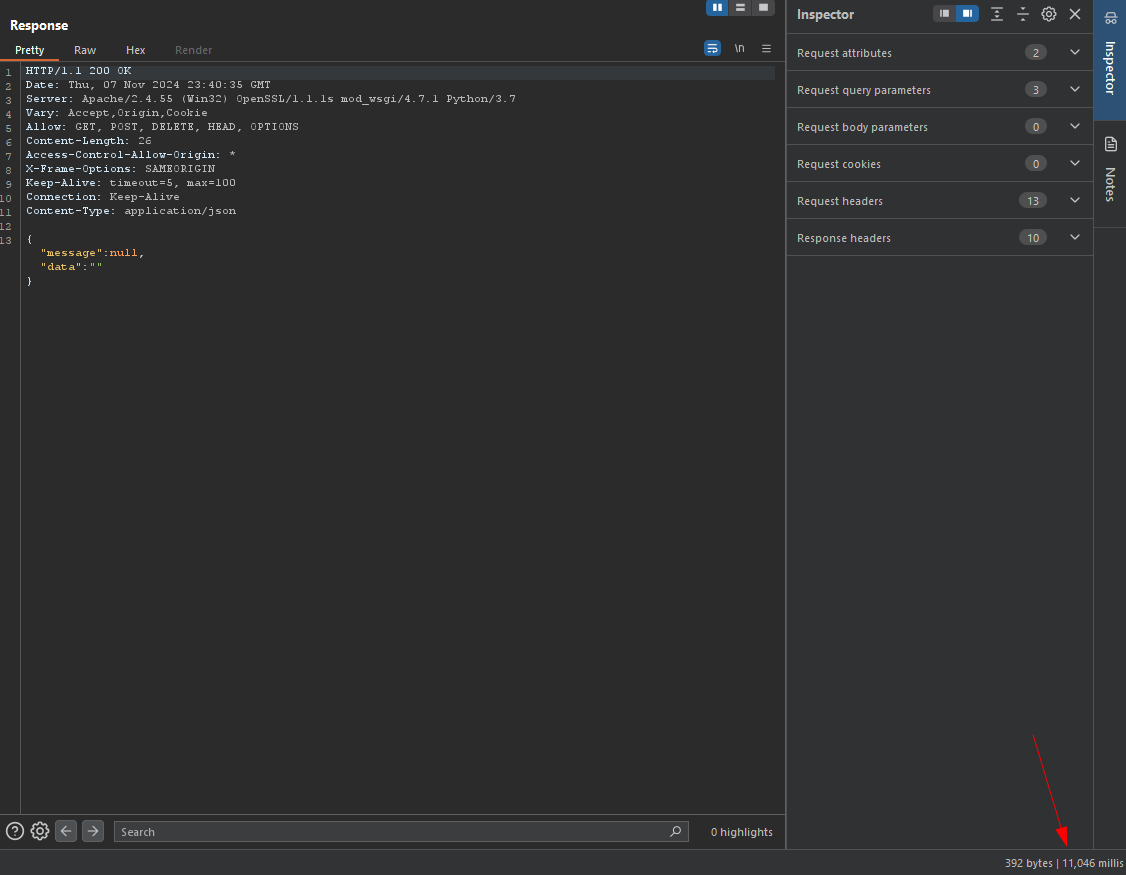 Response
Pretty Raw Hex Render \n
1 HTTP/1.1 200 OK
2 Date: Thu, 07 Nov 2024 23:40:35 GMT
3 Server: Apache/2.4.55 (Win32) OpenSSL/1.1.1s mod_wsgi/4.7.1 Python/3.7
4 Vary: Accept,Origin,Cookie
5 Allow: GET, POST, DELETE, HEAD, OPTIONS
6 Content-Length: 26
7 Access-Control-Allow-Origin: *
8 X-Frame-Options: SAMEORIGIN
9 Keep-Alive: timeout=5, max=100
10 Connection: Keep-Alive
11 Content-Type: application/json
12
13 {
"message":null,
"data":""
}
Search
0 highlights
Inspector
Request attributes 2
Request query parameters 3
Request body parameters 0
Request cookies 0
Request headers 13
Response headers 10
Inspector
Notes
392 bytes | 11,046 millis